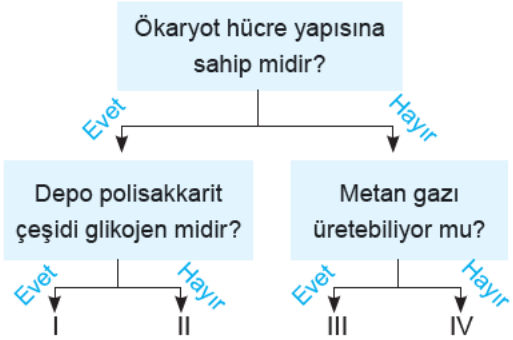 Ökaryot hücre yapısına
sahip midir?
Evet
Hayır
Depo polisakkarit
çeşidi glikojen midir?
Metan gazı
üretebiliyor mu?
Evet
Hayır
Evet
Hayır
I
II
III
IV